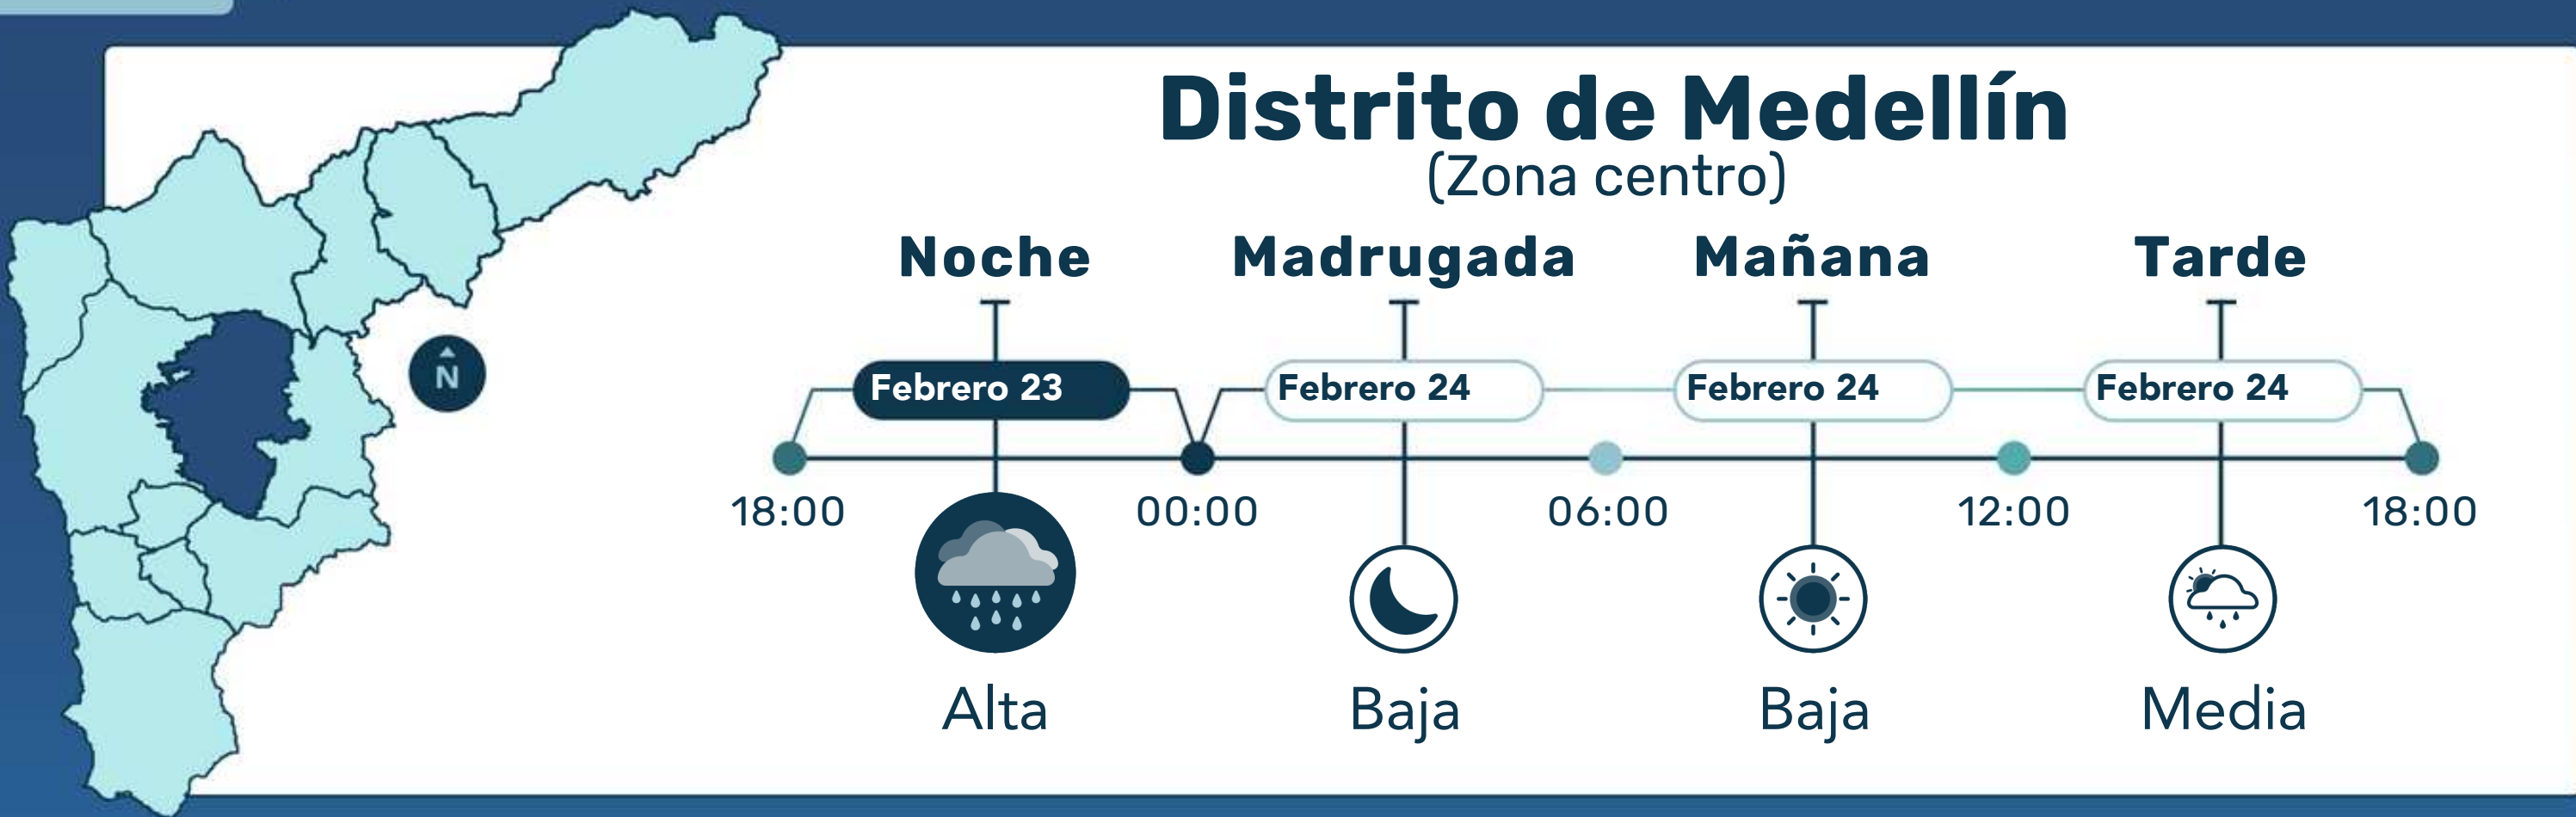 Distrito de Medellín
(Zona centro)
Noche Madrugada Mañana Tarde
Febrero 23 Febrero 24 Febrero 24 Febrero 24
N
18:00 00:00 06:00 12:00 18:00
Alta Baja Baja Media